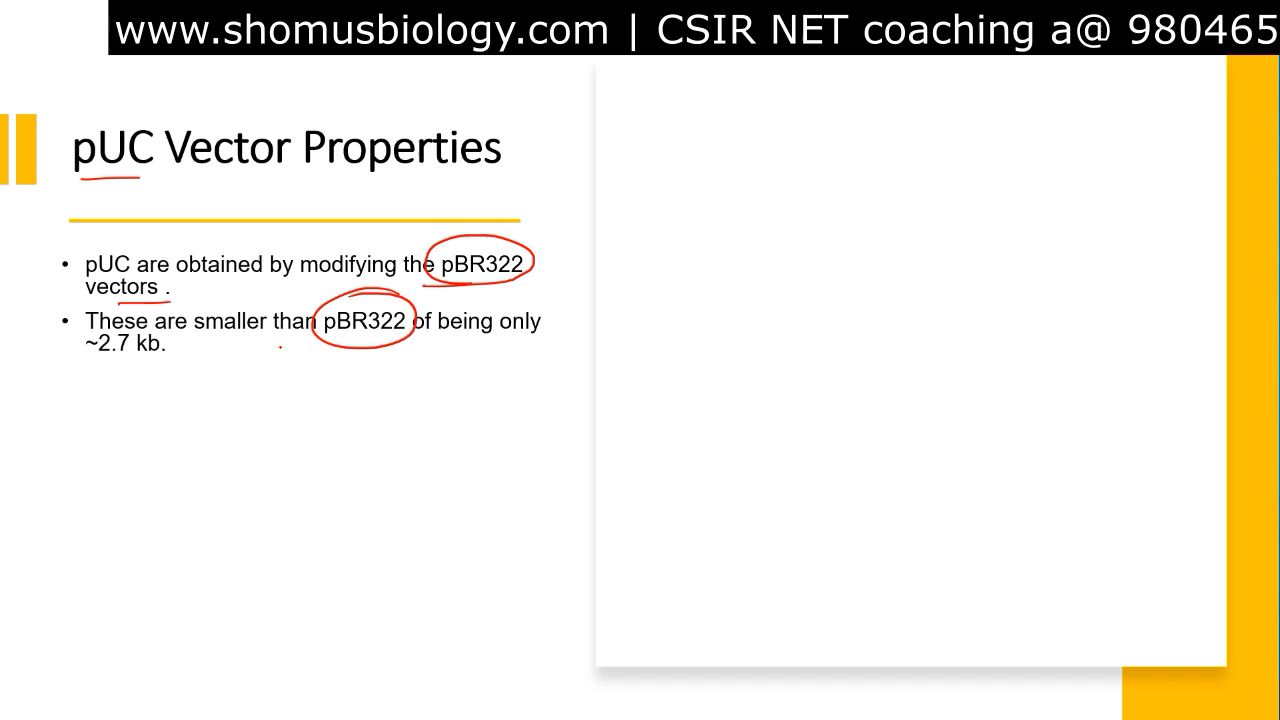 www.shomusbiology.com | CSIR NET coaching a@ 980465
pUC Vector Properties
• pUC are obtained by modifying the pBR322
vectors .
• These are smaller than pBR322 of being only
~2.7 kb.